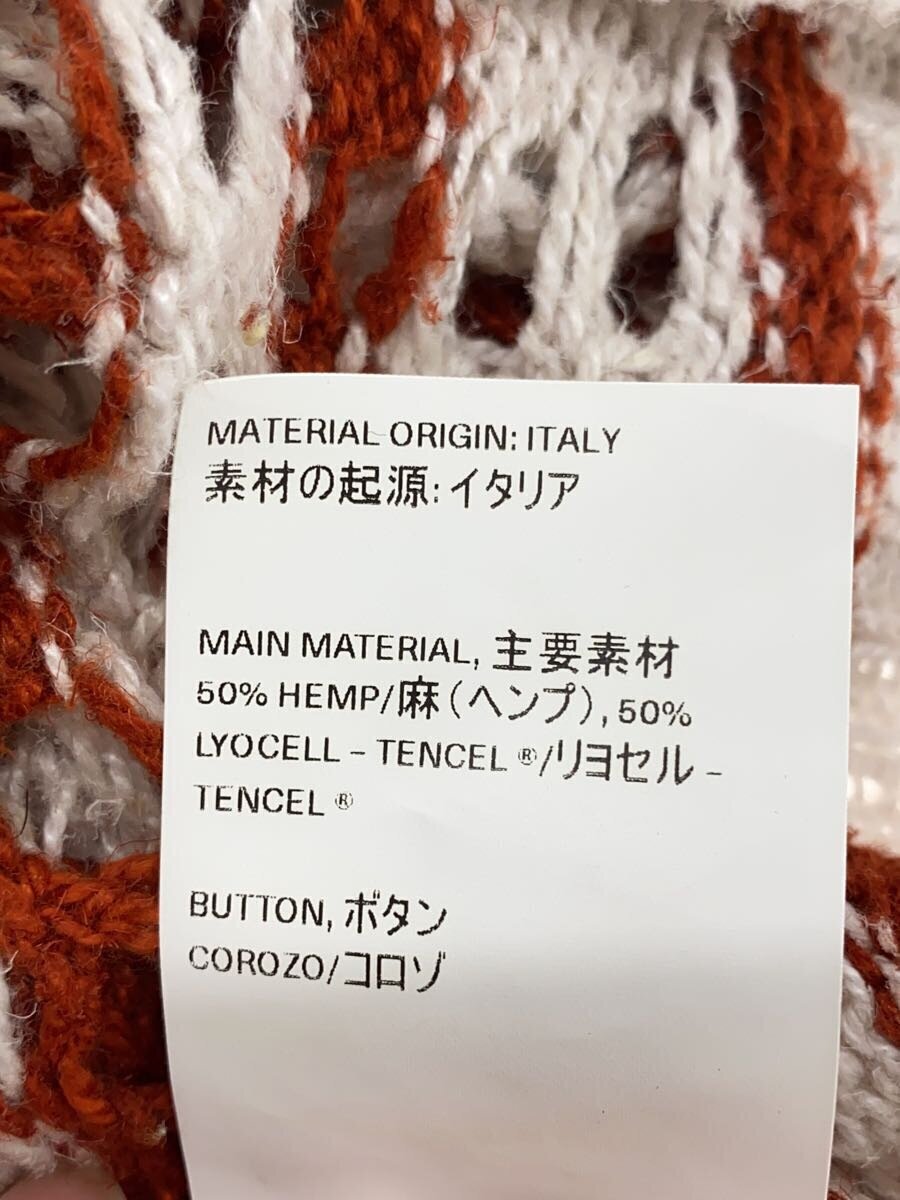 MATERIAL ORIGIN: ITALY
素材の起源: イタリア
MAIN MATERIAL, 主要素材
50% HEMP/麻(ヘンプ), 50%
LYOCELL – TENCEL ®/リヨセル –
TENCEL ®
BUTTON, ボタン
COROZO/コロゾ